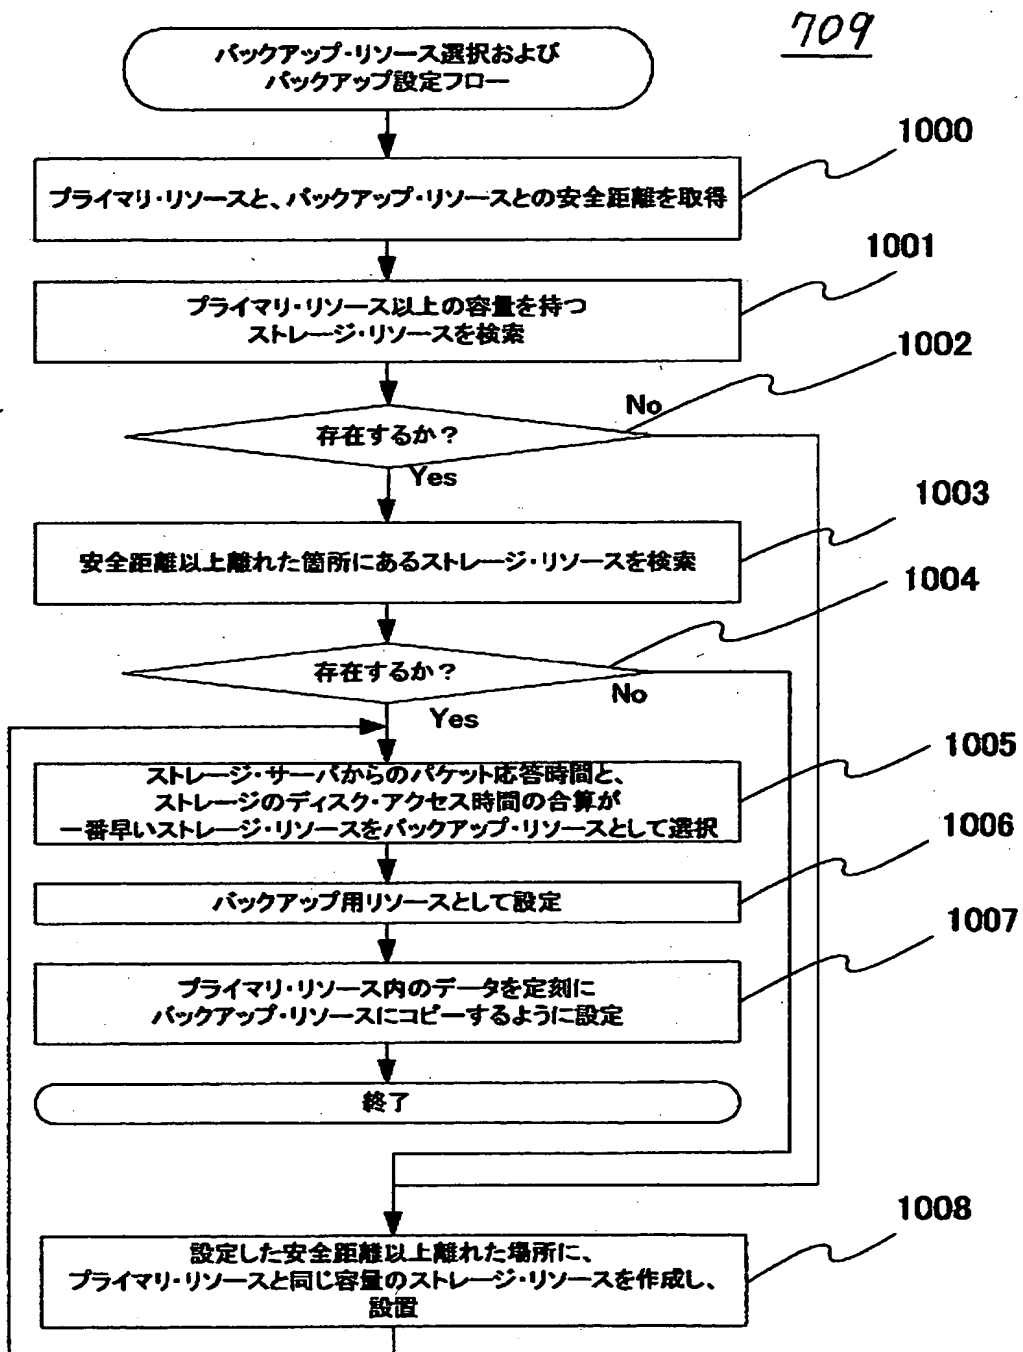 709
バックアップ・リソース選択および
バックアップ設定フロー
1000
プライマリ・リソースと、バックアップ・リソースとの安全距離を取得
1001
プライマリ・リソース以上の容量を持つ
ストレージ・リソースを検索
1002
No
存在するか？
Yes
1003
安全距離以上離れた箇所にあるストレージ・リソースを検索
1004
存在するか？
No
Yes
1005
ストレージ・サーバからのパケット応答時間と、
ストレージのディスク・アクセス時間の合算が
一番早いストレージ・リソースをバックアップ・リソースとして選択
1006
バックアップ用リソースとして設定
1007
プライマリ・リソース内のデータを定刻に
バックアップ・リソースにコピーするように設定
終了
1008
設定した安全距離以上離れた場所に、
プライマリ・リソースと同じ容量のストレージ・リソースを作成し、
設置